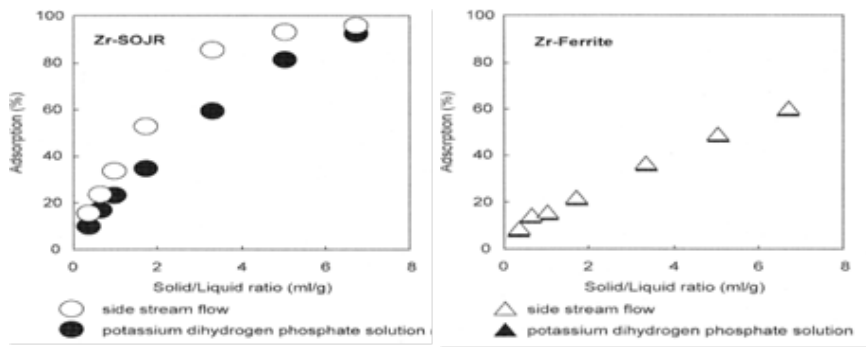 Zr-SOJR
Adsorption (%)
100
80
60
40
20
0
0 2 4 6 8
Solid/Liquid ratio (ml/g)
side stream flow
potassium dihydrogen phosphate solution
Zr-Ferrite
Adsorption (%)
100
80
60
40
20
0
0 2 4 6 8
Solid/Liquid ratio (ml/g)
side stream flow
potassium dihydrogen phosphate solution